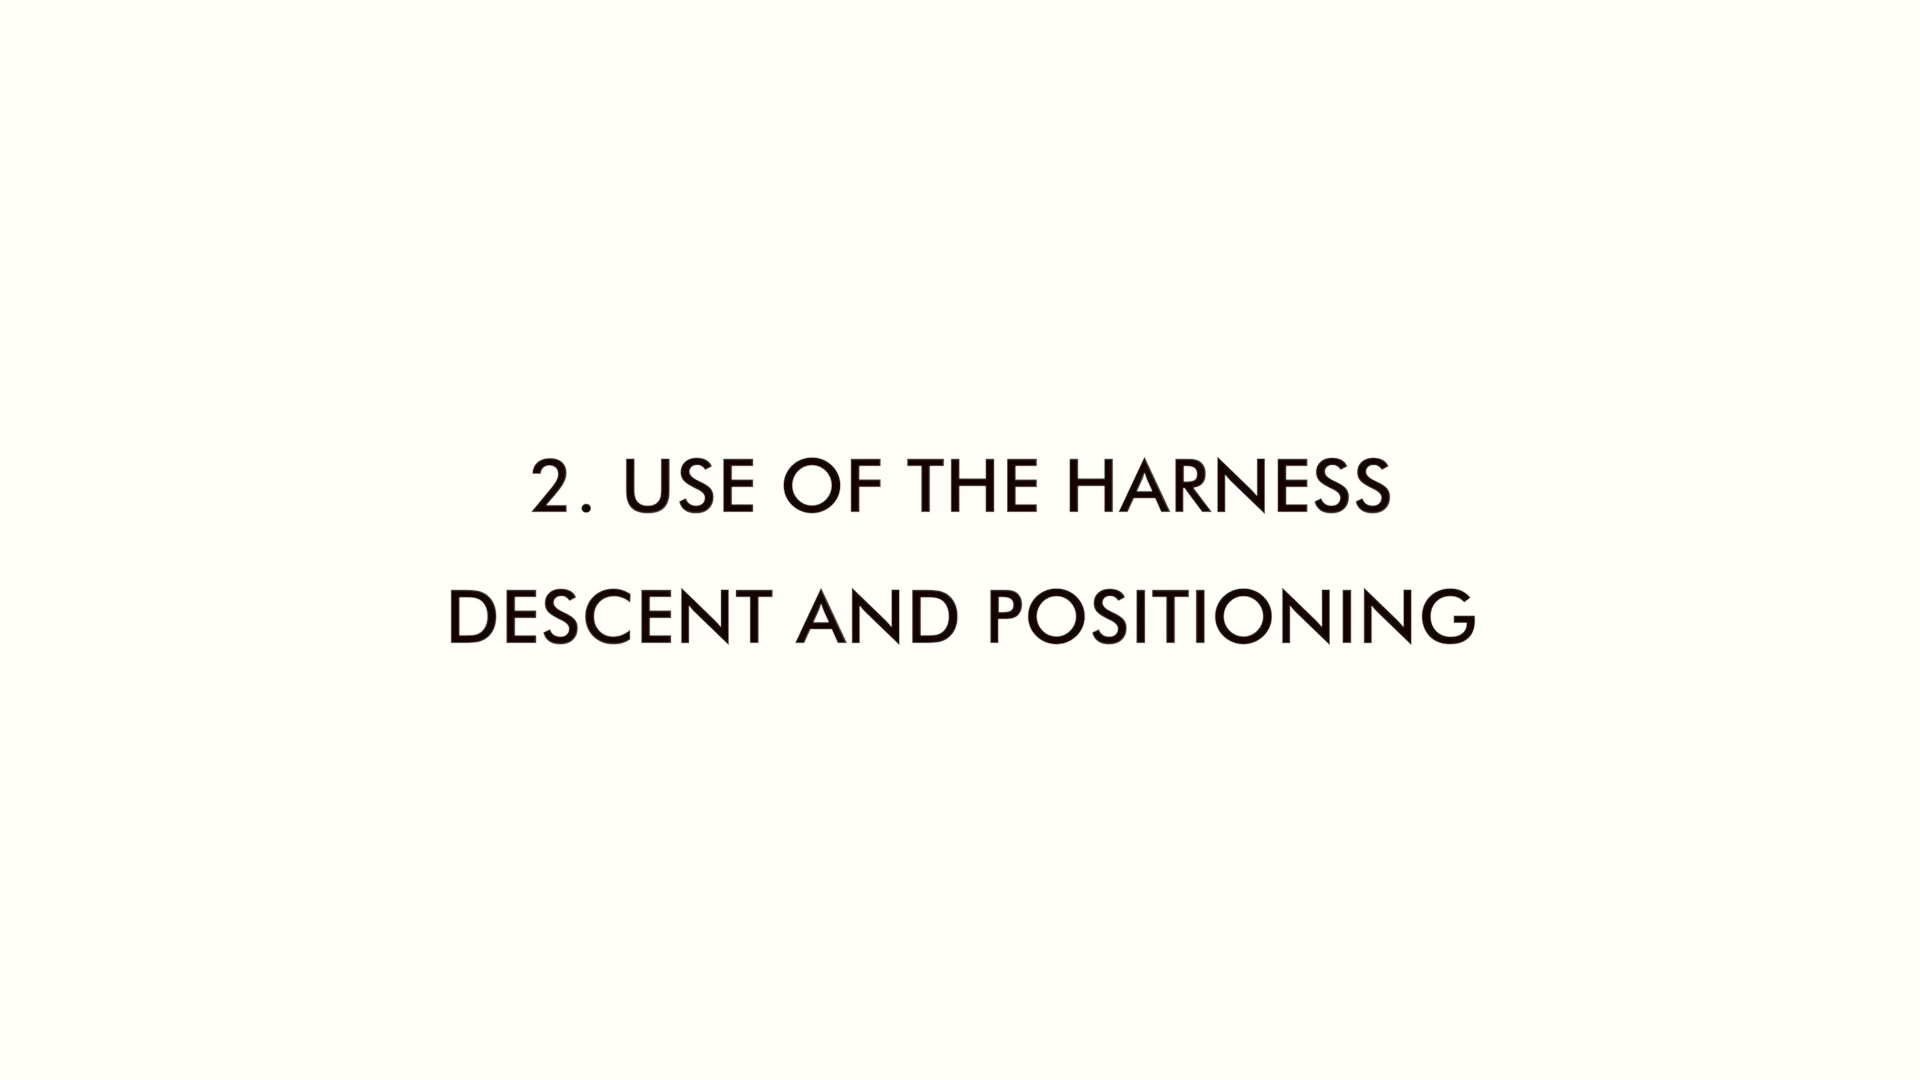 2. USE OF THE HARNESS
DESCENT AND POSITIONING